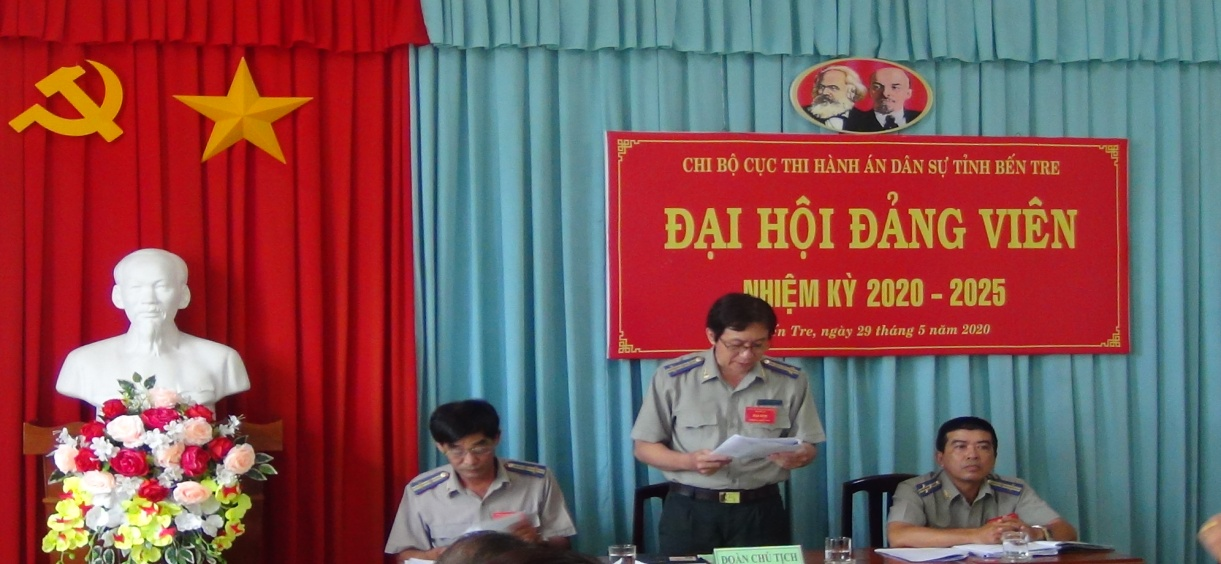 CHI BỘ CỤC THI HÀNH ÁN DÂN SỰ TỈNH BẾN TRE
ĐẠI HỘI ĐẢNG VIÊN
NHIỆM KỲ 2020 - 2025
Tre, ngày 29 tháng 5 năm 2020
ĐOÀN CHỦ TỊCH